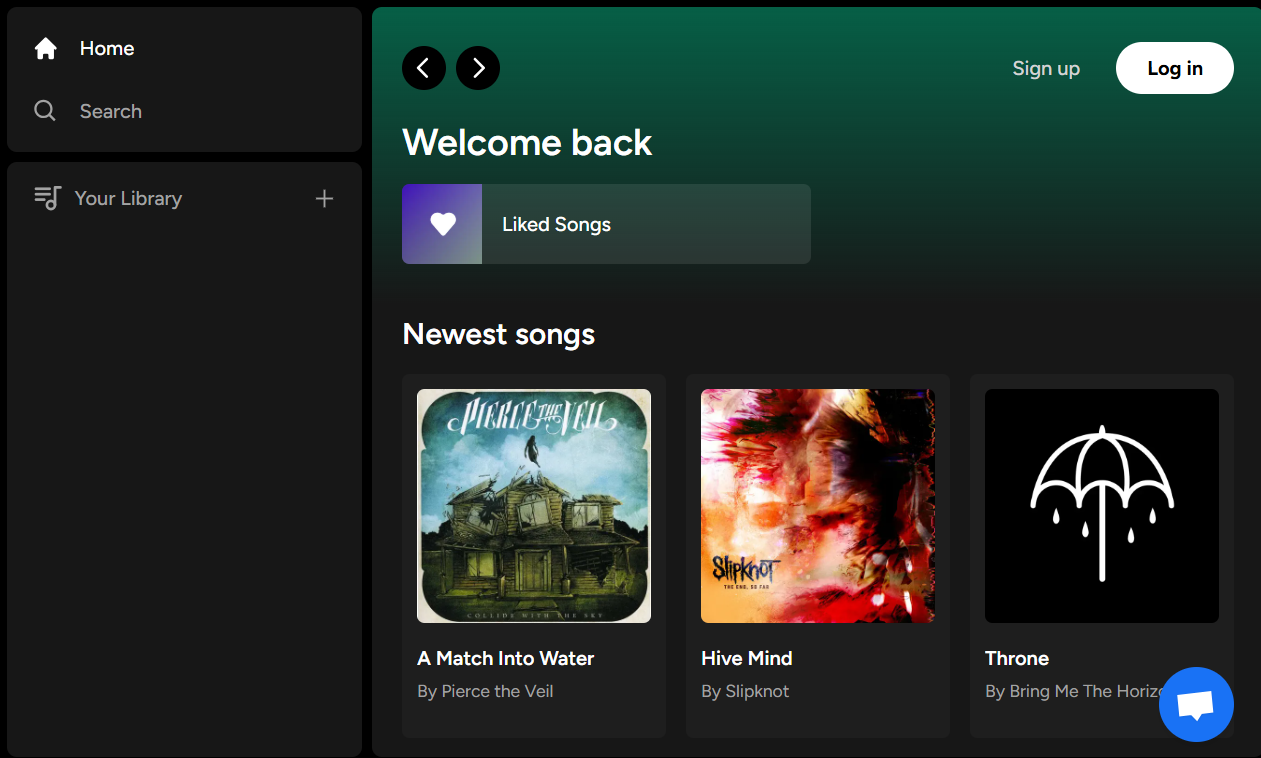 Home
Search
Your Library
Sign up
Log in
Welcome back
Liked Songs
Newest songs
PIERCE THE VEIL
COLLIDE WITH THE SKY
A Match Into Water
By Pierce the Veil
SlipKnoT
THE END, SO FAR
Hive Mind
By Slipknot
Throne
By Bring Me The Horizo